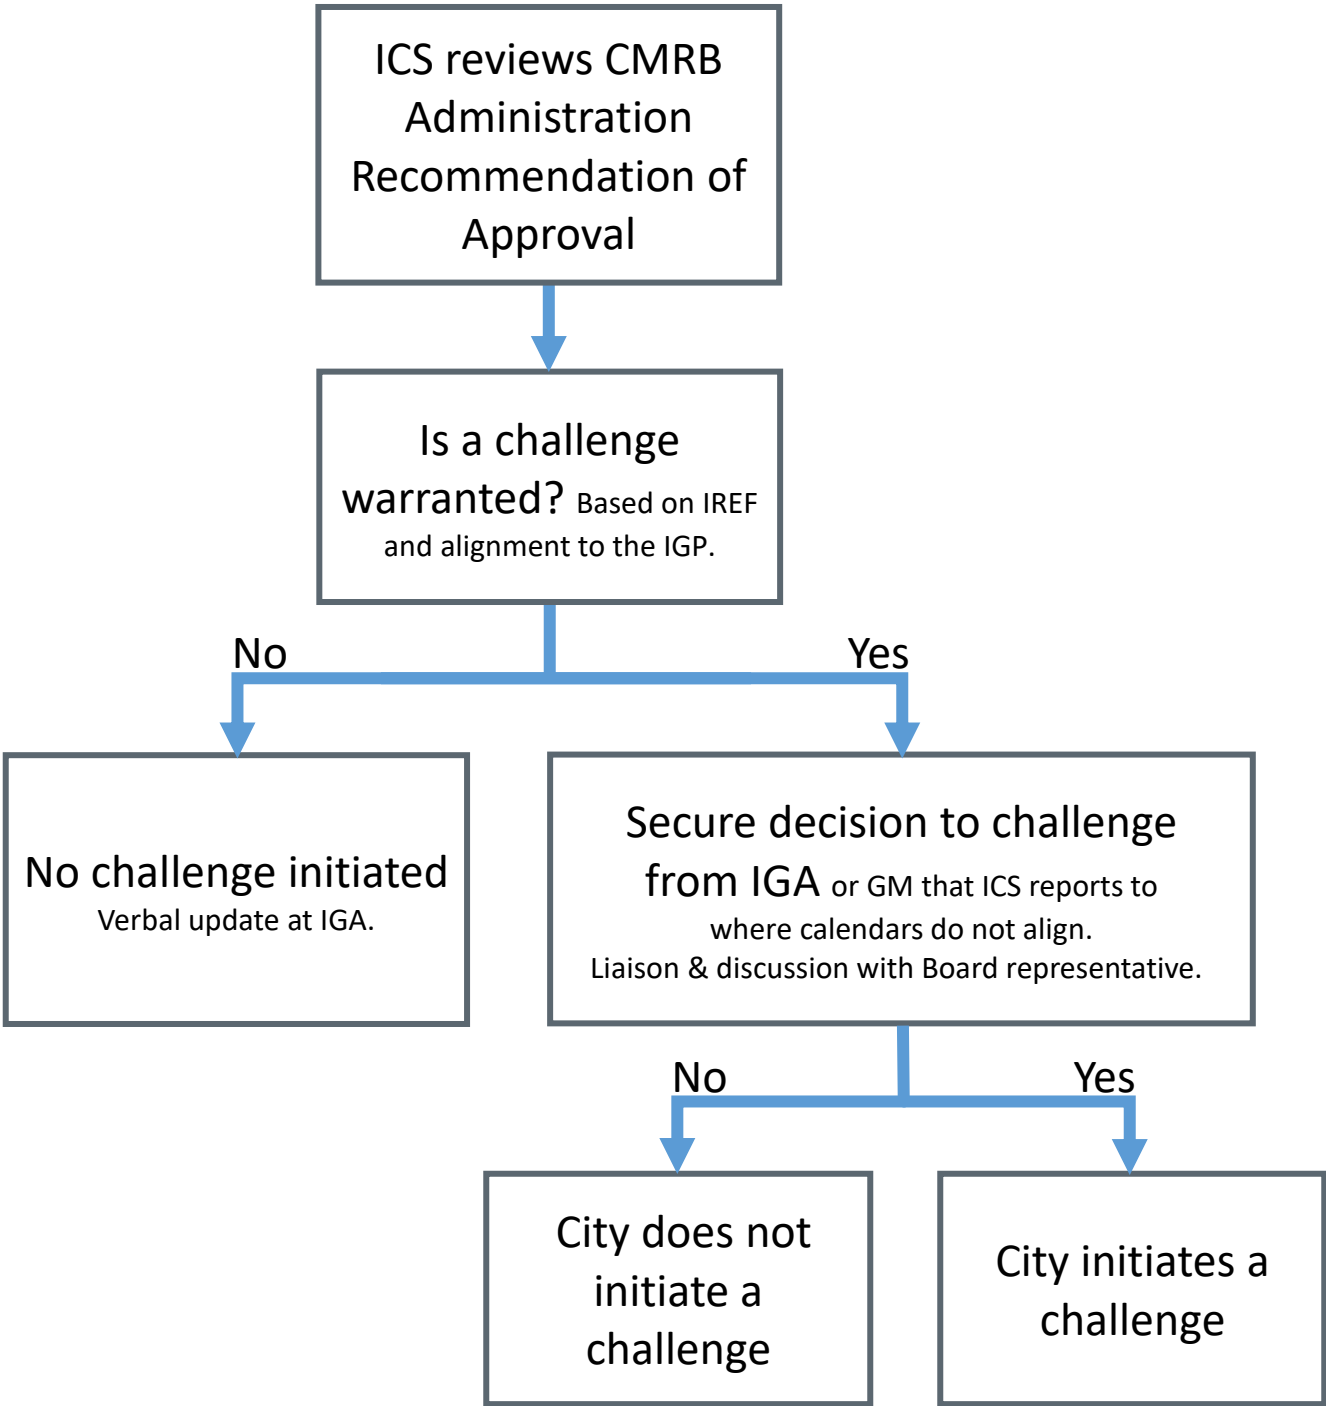 ICS reviews CMRB
Administration
Recommendation of
Approval
Is a challenge
warranted? Based on IREF
and alignment to the IGP.
No
Yes
No challenge initiated
Verbal update at IGA.
Secure decision to challenge
from IGA or GM that ICS reports to
where calendars do not align.
Liaison & discussion with Board representative.
No
Yes
City does not
initiate a
challenge
City initiates a
challenge